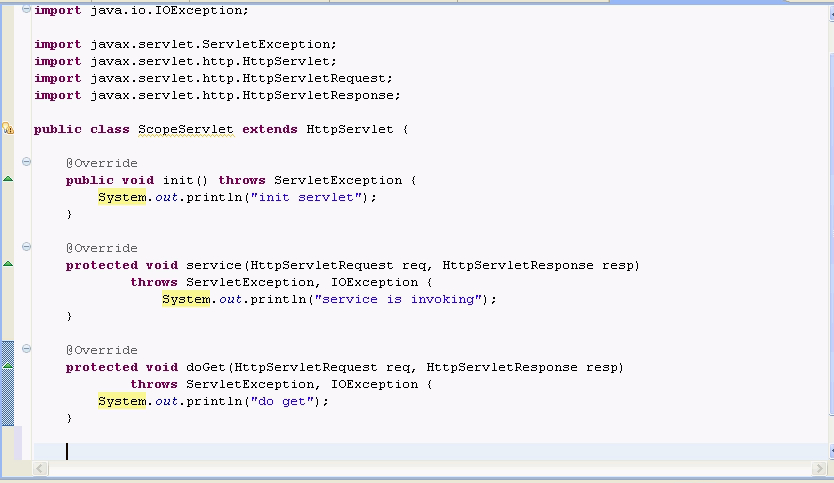 import java.io.IOException;
import javax.servlet.ServletException;
import javax.servlet.http.HttpServlet;
import javax.servlet.http.HttpServletRequest;
import javax.servlet.http.HttpServletResponse;
public class ScopeServlet extends HttpServlet {
@Override
public void init() throws ServletException {
System.out.println("init servlet");
}
@Override
protected void service(HttpServletRequest req, HttpServletResponse resp)
throws ServletException, IOException {
System.out.println("service is invoking");
}
@Override
protected void doGet(HttpServletRequest req, HttpServletResponse resp)
throws ServletException, IOException {
System.out.println("do get");
}